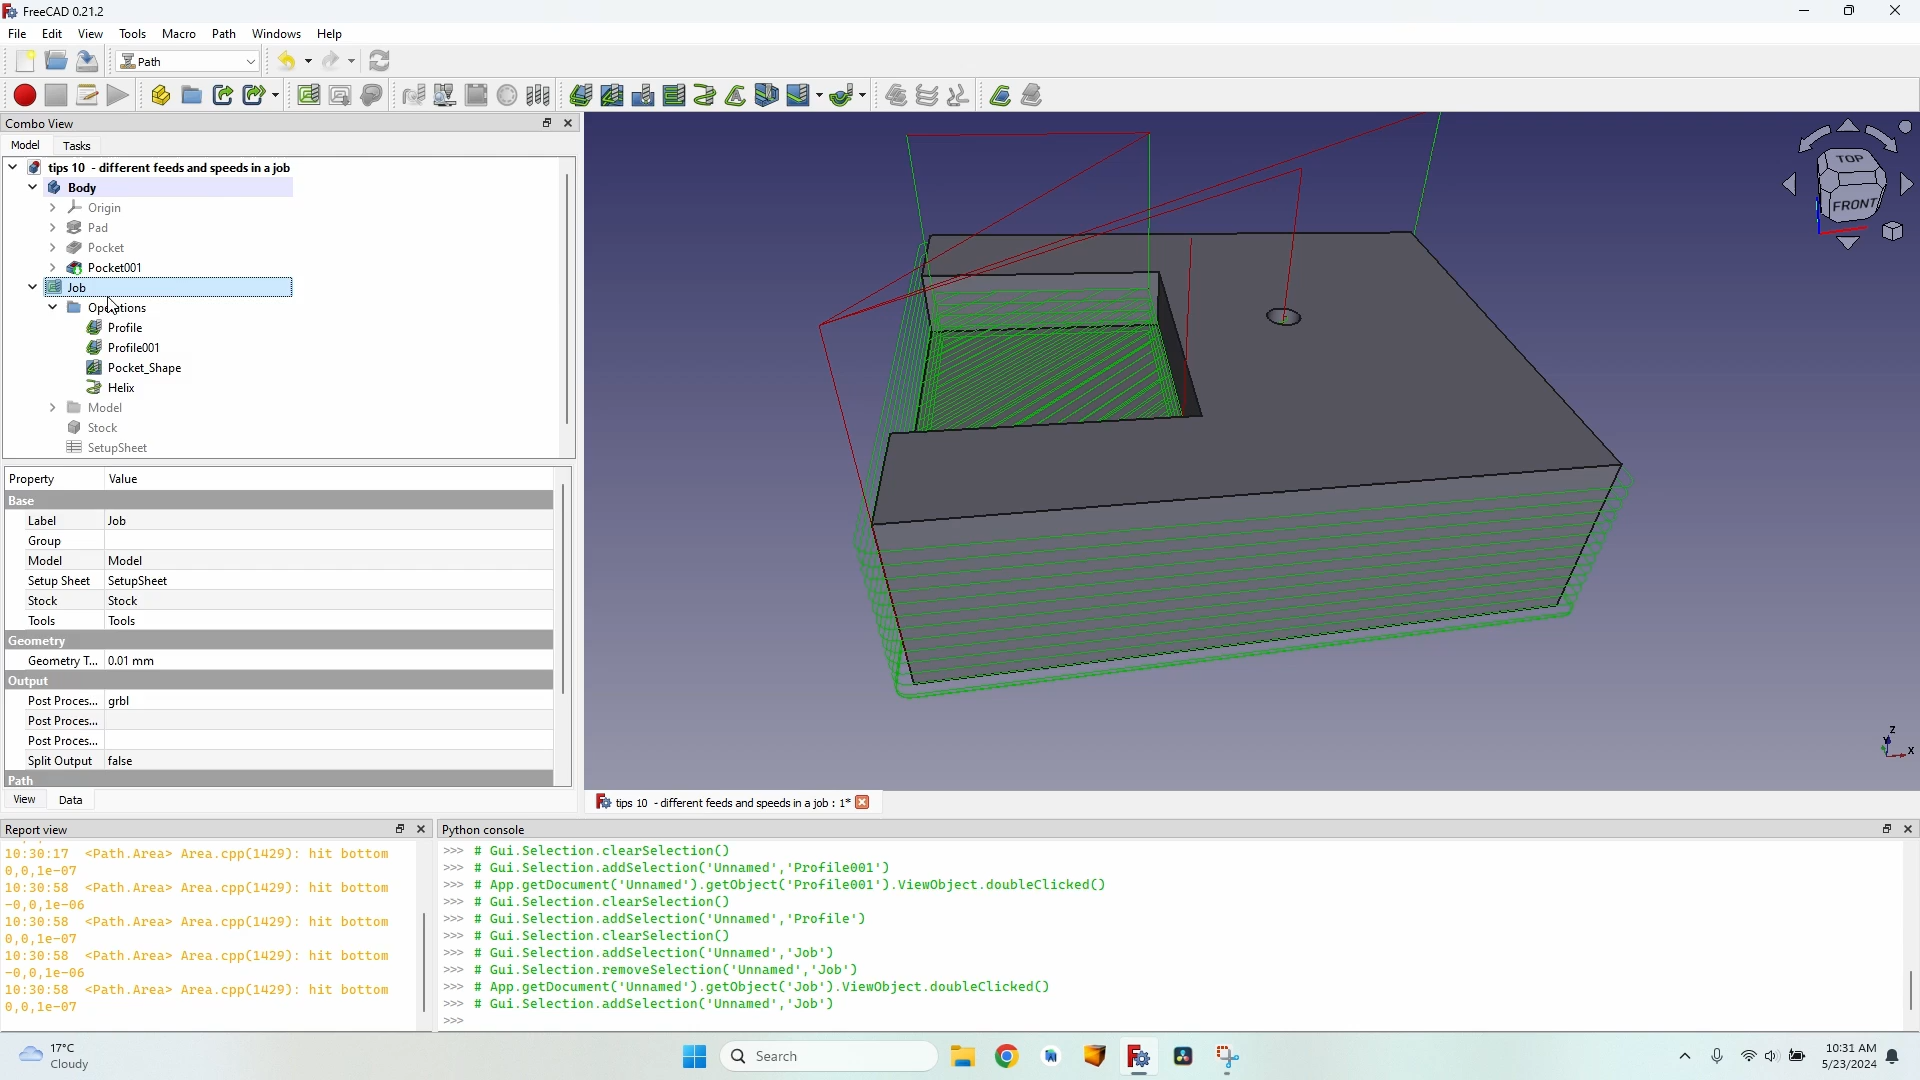 FreeCAD 0.21.2
File Edit View Tools Macro Path Windows Help
Path
Combo View
Model Tasks
tips 10 - different feeds and speeds in a job
Body
Origin
Pad
Pocket
Pocket001
Job
Operations
Profile
Profile001
Pocket_Shape
Helix
Model
Stock
SetupSheet
Property Value
Base
Label Job
Group
Model Model
Setup Sheet SetupSheet
Stock Stock
Tools Tools
Geometry
Geometry T... 0.01 mm
Output
Post Proces... grbl
Post Proces...
Post Proces...
Split Output false
Path
View Data
TOP
FRONT
Z
Y
X
tips 10 - different feeds and speeds in a job : 1*
Report view
10:30:17 <Path.Area> Area.cpp(1429): hit bottom
0,0,1e-07
10:30:58 <Path.Area> Area.cpp(1429): hit bottom
-0,0,1e-06
10:30:58 <Path.Area> Area.cpp(1429): hit bottom
0,0,1e-07
10:30:58 <Path.Area> Area.cpp(1429): hit bottom
-0,0,1e-06
10:30:58 <Path.Area> Area.cpp(1429): hit bottom
0,0,1e-07
Python console
>>> # Gui.Selection.clearSelection()
>>> # Gui.Selection.addSelection('Unnamed','Profile001')
>>> # App.getDocument('Unnamed').getObject('Profile001').ViewObject.doubleClicked()
>>> # Gui.Selection.clearSelection()
>>> # Gui.Selection.addSelection('Unnamed','Profile')
>>> # Gui.Selection.clearSelection()
>>> # Gui.Selection.addSelection('Unnamed','Job')
>>> # Gui.Selection.removeSelection('Unnamed','Job')
>>> # App.getDocument('Unnamed').getObject('Job').ViewObject.doubleClicked()
>>> # Gui.Selection.addSelection('Unnamed','Job')
>>>
17°C
Cloudy
Search
10:31 AM
5/23/2024